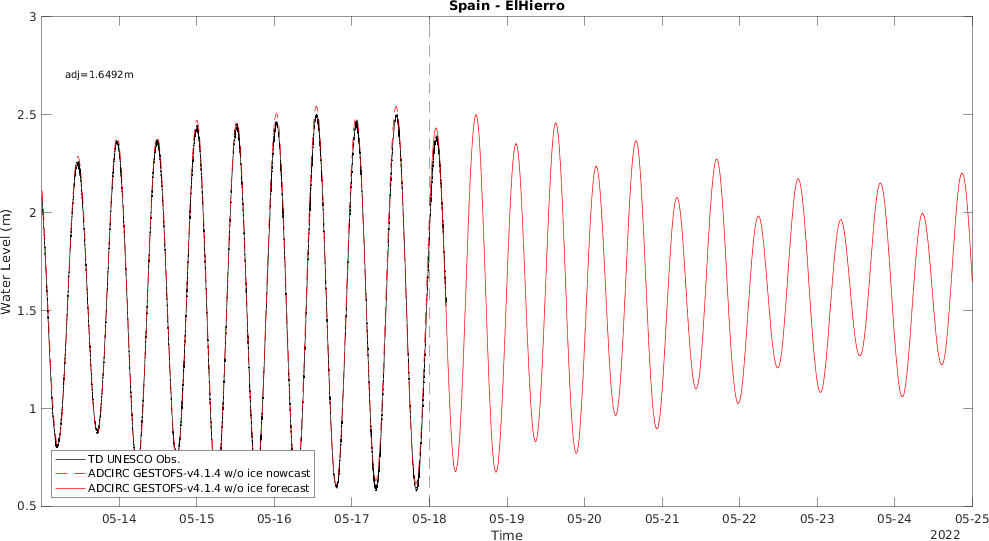 Spain - ElHierro
adj=1.6492m
Water Level (m)
3
2.5
2
1.5
1
0.5
TD UNESCO Obs.
ADCIRC GESTOFS-v4.1.4 w/o ice nowcast
ADCIRC GESTOFS-v4.1.4 w/o ice forecast
05-14 05-15 05-16 05-17 05-18 05-19 05-20 05-21 05-22 05-23 05-24 05-25
Time
2022